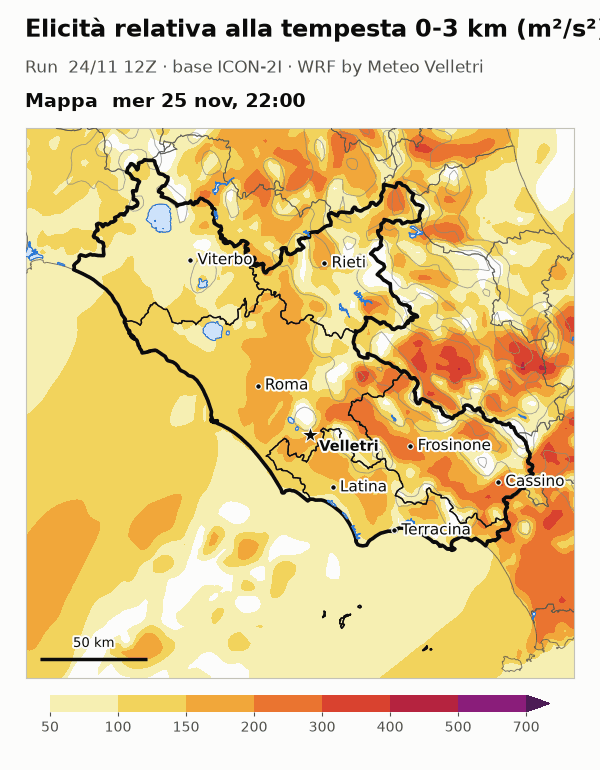 Elicità relativa alla tempesta 0-3 km (m²/s²)
Run 24/11 12Z · base ICON-2I · WRF by Meteo Velletri
Mappa mer 25 nov, 22:00
Viterbo
Rieti
Roma
Velletri
Frosinone
Cassino
Latina
Terracina
50 km
50 100 150 200 300 400 500 700